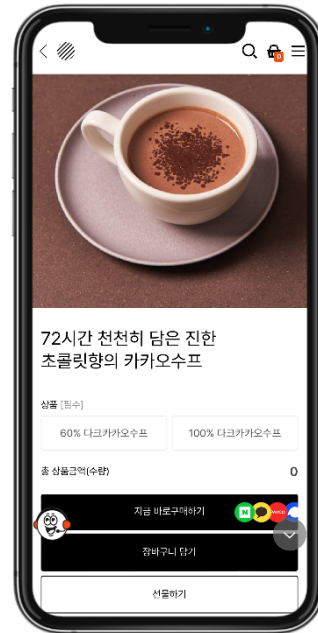 0
72시간 천천히 담은 진한
초콜릿향의 카카오수프
상품 [필수]
60% 다크카카오수프
100% 다크카카오수프
총 상품금액(수량)
0
지금 바로구매하기
N
장바구니 담기
선물하기